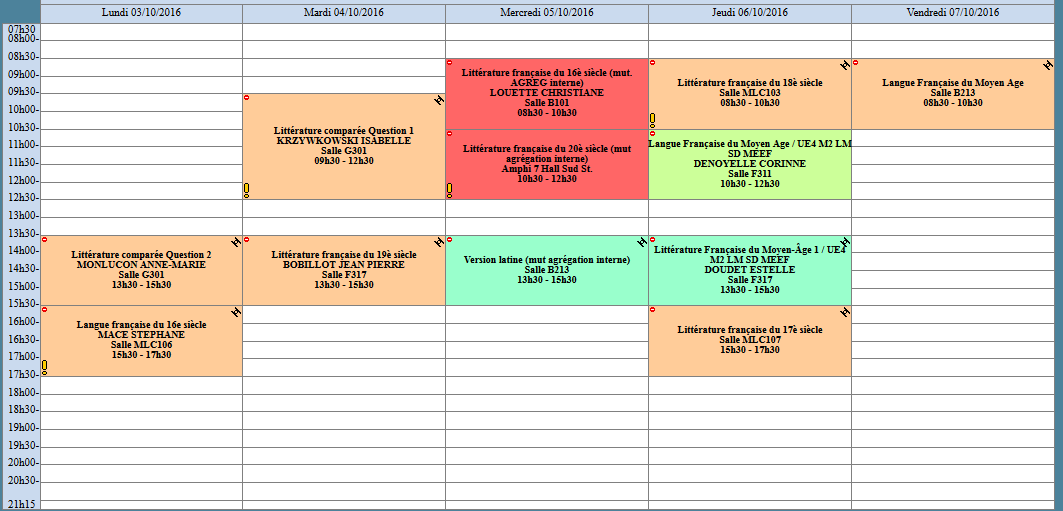 Lundi 03/10/2016
Mardi 04/10/2016
Mercredi 05/10/2016
Jeudi 06/10/2016
Vendredi 07/10/2016
07h30
08h00-
08h30-
09h00-
09h30-
10h00-
10h30-
11h00-
11h30-
12h00-
12h30-
13h00-
13h30-
14h00-
14h30-
15h00-
15h30-
16h00-
16h30-
17h00-
17h30-
18h00-
18h30-
19h00-
19h30-
20h00-
20h30-
21h15
Littérature comparée Question 2
MONLUCON ANNE-MARIE
Salle G301
13h30 - 15h30
Langue française du 16e siècle
MACE STEPHANE
Salle MLC106
15h30 - 17h30
Littérature comparée Question 1
KRZYWKOWSKI ISABELLE
Salle G301
09h30 - 12h30
Littérature française du 19è siècle
BOBILLOT JEAN PIERRE
Salle F317
13h30 - 15h30
Littérature française du 16è siècle (mut.
AGREG interne)
LOUETTE CHRISTIANE
Salle B101
08h30 - 10h30
Littérature française du 20è siècle (mut
agrégation interne)
Amphi 7 Hall Sud St.
10h30 - 12h30
Version latine (mut agrégation interne)
Salle B213
13h30 - 15h30
Littérature française du 18è siècle
Salle MLC103
08h30 - 10h30
Langue Française du Moyen Age / UE4 M2 LM
SD MEEF
DENOYELLE CORINNE
Salle F311
10h30 - 12h30
Littérature Française du Moyen-Âge 1 / UE4
M2 LM SD MEEF
DOUDET ESTELLE
Salle F317
13h30 - 15h30
Littérature française du 17è siècle
Salle MLC107
15h30 - 17h30
Langue Française du Moyen Age
Salle B213
08h30 - 10h30